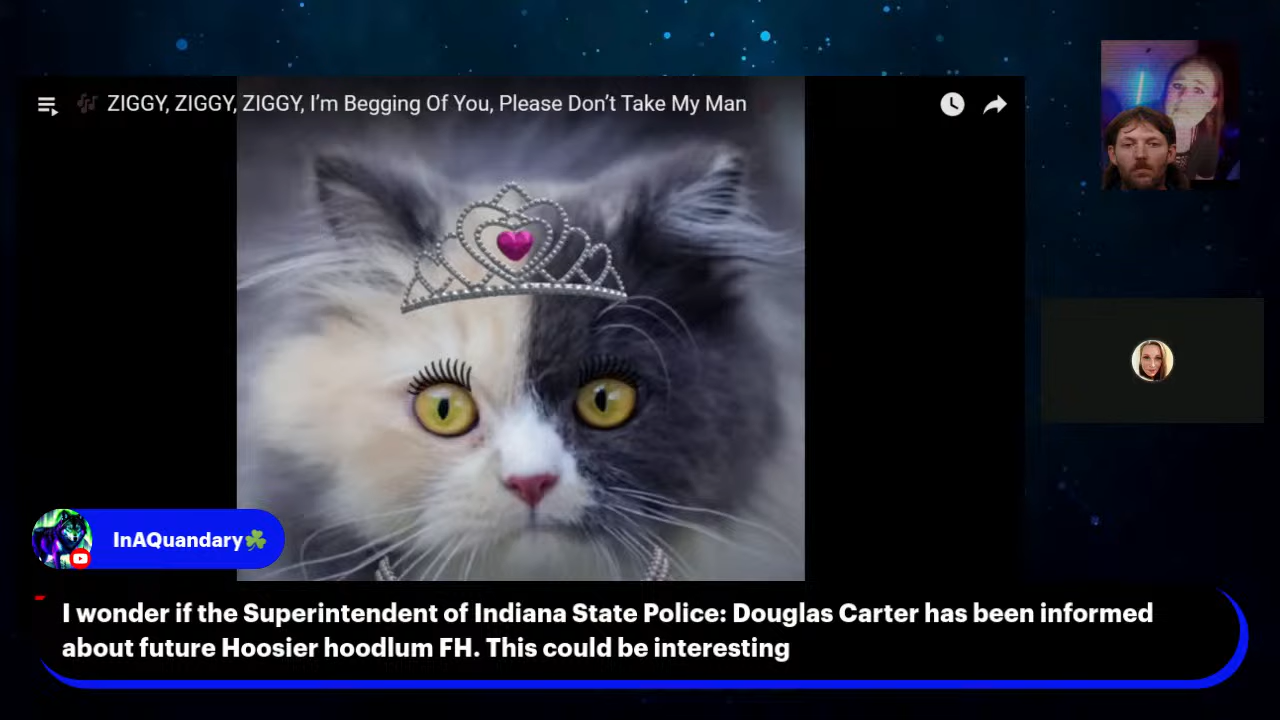 ZIGGY, ZIGGY, ZIGGY, I’m Begging Of You, Please Don’t Take My Man
InAQuandary☘️
I wonder if the Superintendent of Indiana State Police: Douglas Carter has been informed
about future Hoosier hoodlum FH. This could be interesting